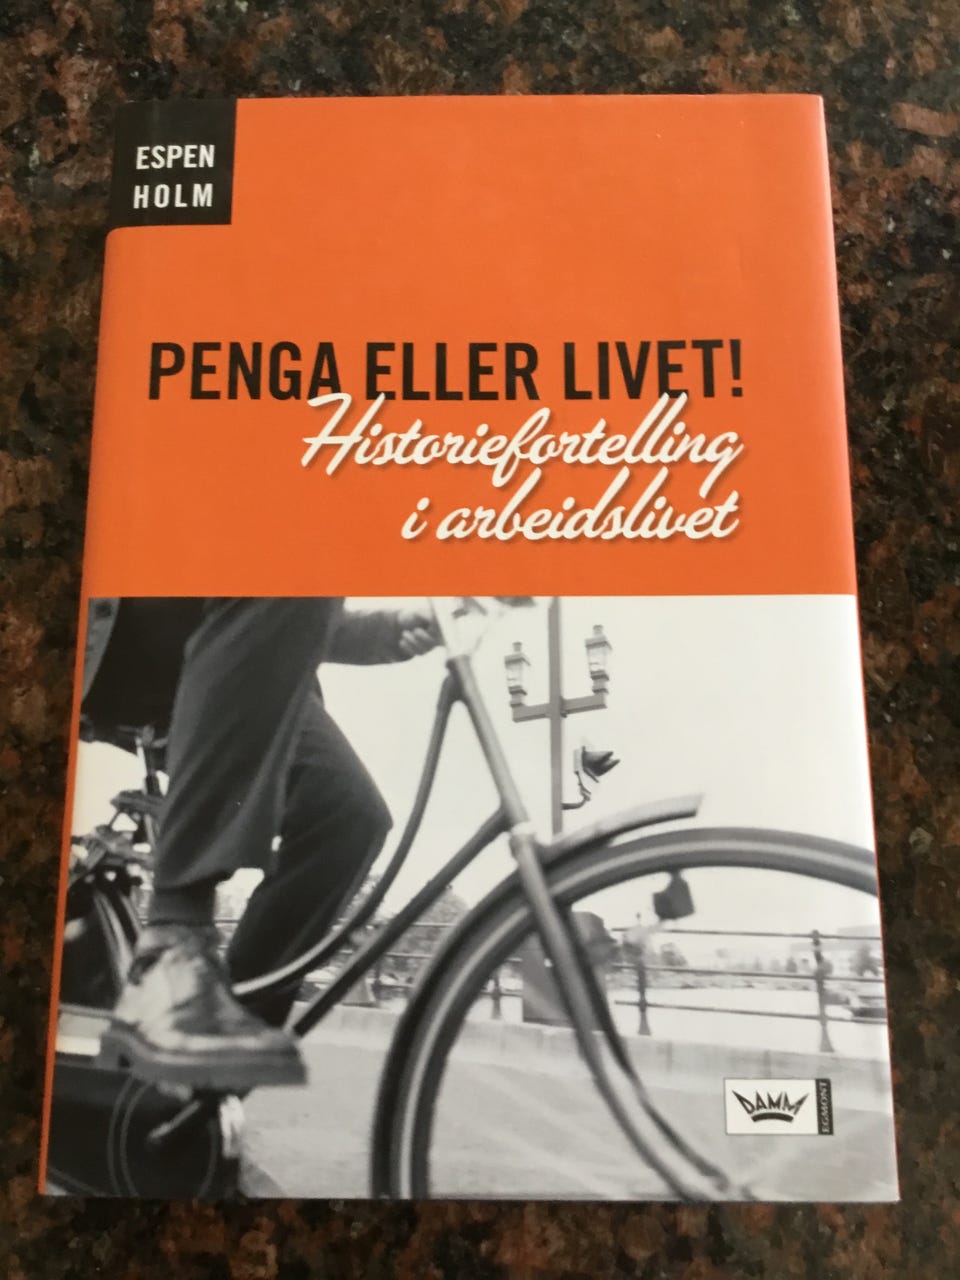 ESPEN
HOLM
PENGA ELLER LIVET!
Historiefortelling
i arbeidslivet
DAMM
EGMONT